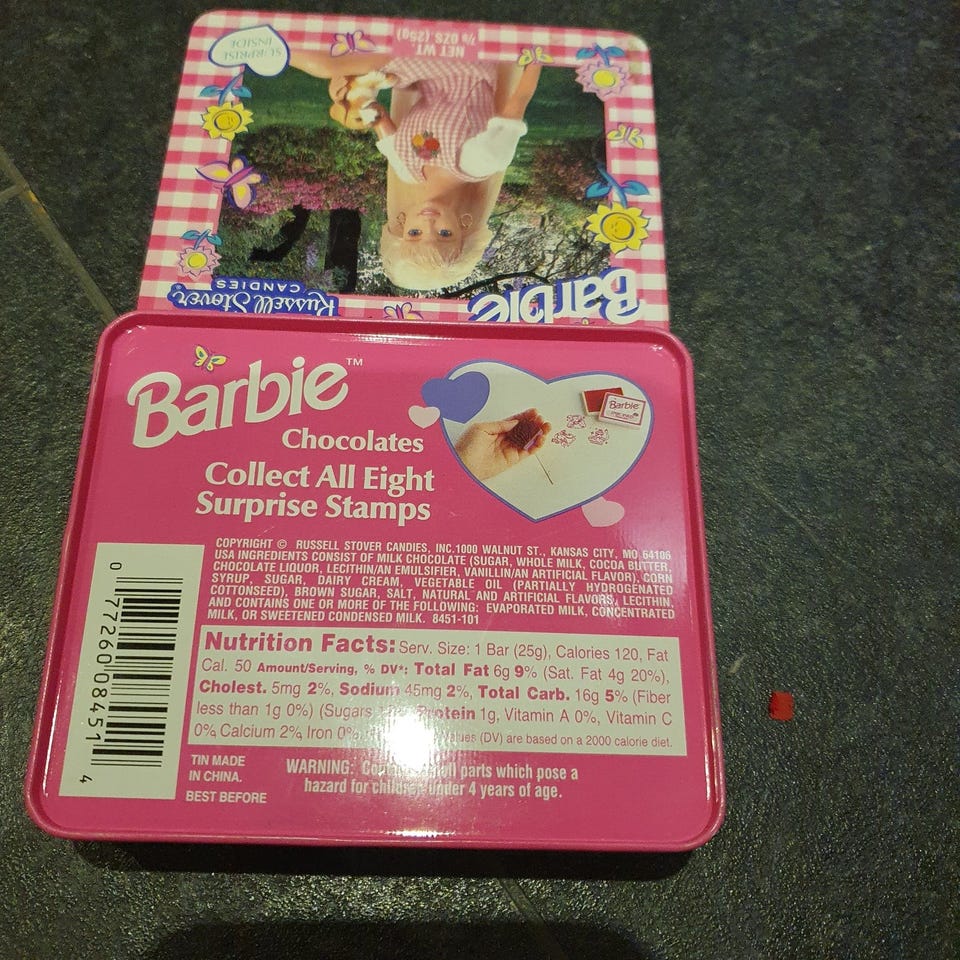 SURPRISE
INSIDE
NET WT
7/8 OZS (25g)
Barbie
Russell Stover
CANDIES
Barbie™
Chocolates
Collect All Eight
Surprise Stamps
Barbie
COPYRIGHT © RUSSELL STOVER CANDIES, INC.1000 WALNUT ST., KANSAS CITY, MO 64106
USA INGREDIENTS CONSIST OF MILK CHOCOLATE (SUGAR, WHOLE MILK, COCOA BUTTER,
CHOCOLATE LIQUOR, LECITHIN/AN EMULSIFIER, VANILLIN/AN ARTIFICIAL FLAVOR), CORN
SYRUP, SUGAR, DAIRY CREAM, VEGETABLE OIL (PARTIALLY HYDROGENATED
COTTONSEED), BROWN SUGAR, SALT, NATURAL AND ARTIFICIAL FLAVORS, LECITHIN,
AND CONTAINS ONE OR MORE OF THE FOLLOWING: EVAPORATED MILK, CONCENTRATED
MILK, OR SWEETENED CONDENSED MILK. 8451-101
Nutrition Facts: Serv. Size: 1 Bar (25g), Calories 120, Fat
Cal. 50 Amount/Serving, % DV*: Total Fat 6g 9% (Sat. Fat 4g 20%),
Cholest. 5mg 2%, Sodium 45mg 2%, Total Carb. 16g 5% (Fiber
less than 1g 0%) (Sugars Protein 1g, Vitamin A 0%, Vitamin C
0% Calcium 2% Iron 0% (DV) are based on a 2000 calorie diet.
0 77260 08451 4
TIN MADE
IN CHINA.
BEST BEFORE
WARNING: parts which pose a
hazard for children under 4 years of age.